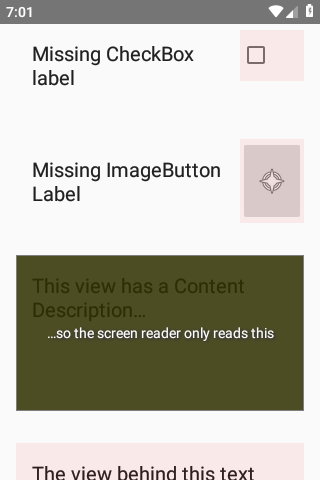 7:01
Missing CheckBox
label
Missing ImageButton
Label
This view has a Content
Description...
...so the screen reader only reads this
The view behind this text